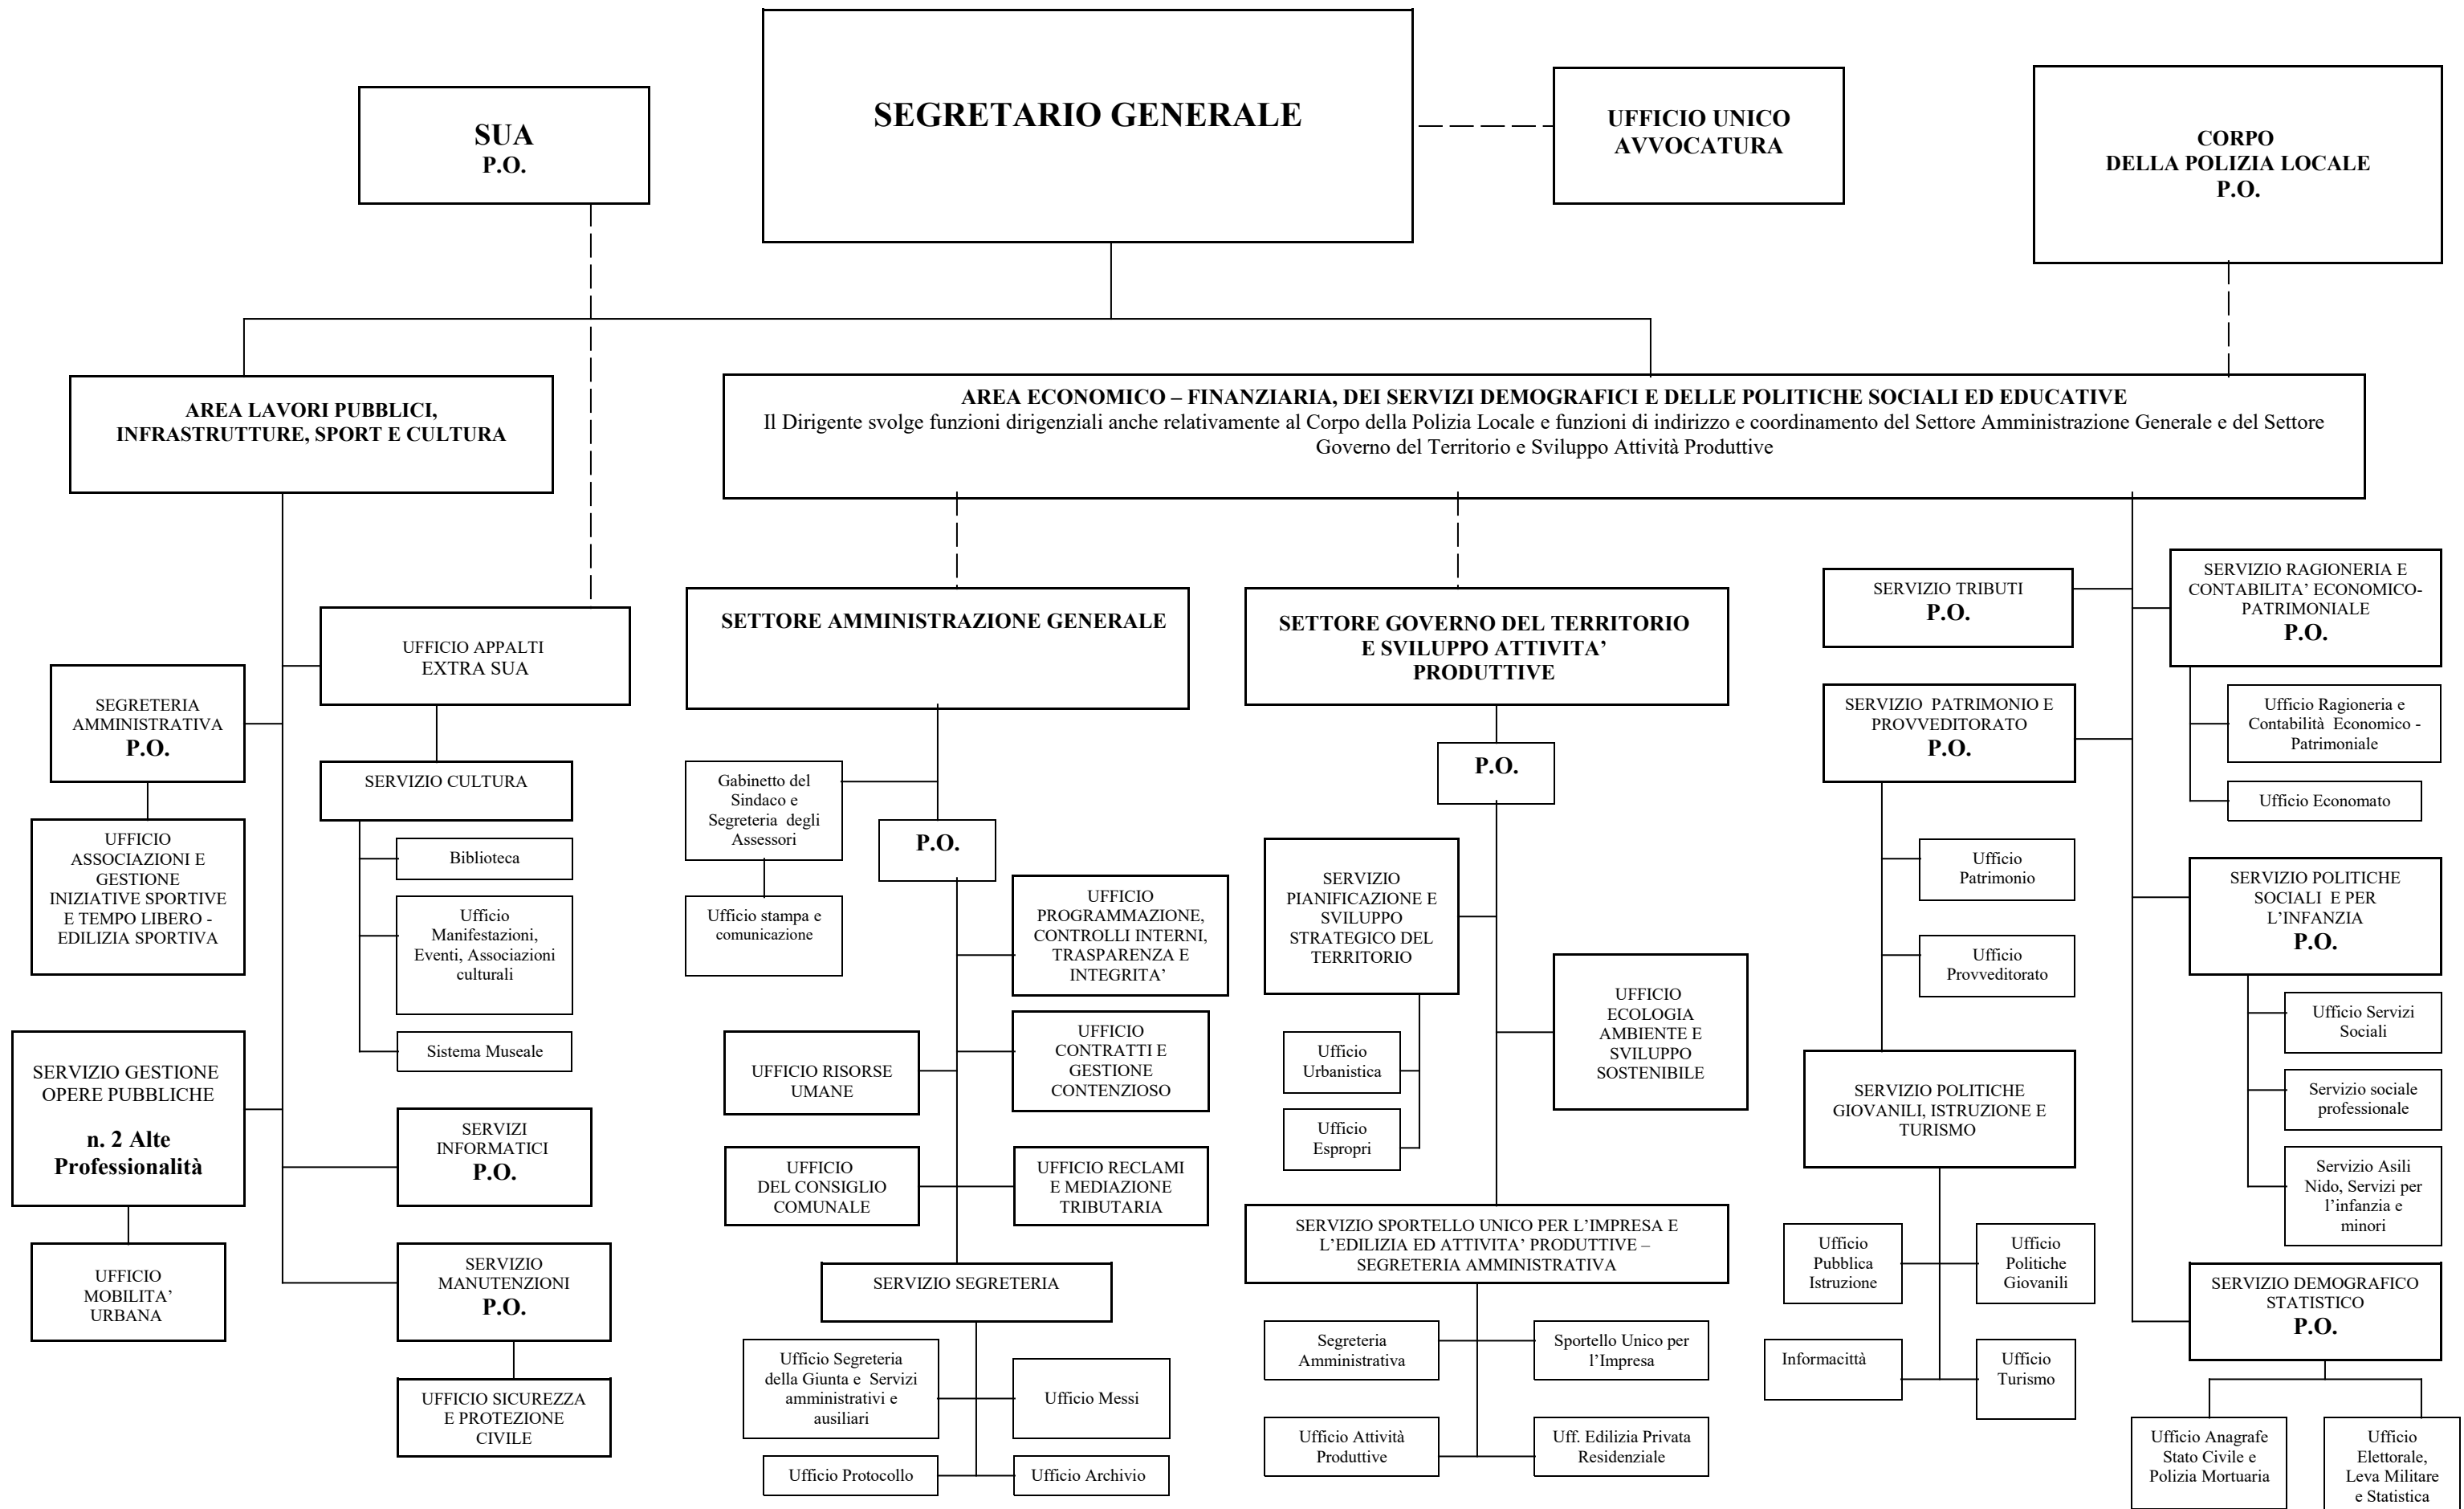 SEGRETARIO GENERALE
SUA
P.O.
UFFICIO UNICO
AVVOCATURA
CORPO
DELLA POLIZIA LOCALE
P.O.
AREA LAVORI PUBBLICI,
INFRASTRUTTURE, SPORT E CULTURA
AREA ECONOMICO – FINANZIARIA, DEI SERVIZI DEMOGRAFICI E DELLE POLITICHE SOCIALI ED EDUCATIVE
Il Dirigente svolge funzioni dirigenziali anche relativamente al Corpo della Polizia Locale e funzioni di indirizzo e coordinamento del Settore Amministrazione Generale e del Settore
Governo del Territorio e Sviluppo Attività Produttive
UFFICIO APPALTI
EXTRA SUA
SEGRETERIA
AMMINISTRATIVA
P.O.
SERVIZIO CULTURA
UFFICIO
ASSOCIAZIONI E
GESTIONE
INIZIATIVE SPORTIVE
E TEMPO LIBERO -
EDILIZIA SPORTIVA
Biblioteca
Ufficio
Manifestazioni,
Eventi, Associazioni
culturali
Sistema Museale
SERVIZIO GESTIONE
OPERE PUBBLICHE
n. 2 Alte
Professionalità
SERVIZI
INFORMATICI
P.O.
UFFICIO
MOBILITA’
URBANA
SERVIZIO
MANUTENZIONI
P.O.
UFFICIO SICUREZZA
E PROTEZIONE
CIVILE
SETTORE AMMINISTRAZIONE GENERALE
Gabinetto del
Sindaco e
Segreteria degli
Assessori
P.O.
Ufficio stampa e
comunicazione
UFFICIO
PROGRAMMAZIONE,
CONTROLLI INTERNI,
TRASPARENZA E
INTEGRITA’
UFFICIO RISORSE
UMANE
UFFICIO
CONTRATTI E
GESTIONE
CONTENZIOSO
UFFICIO
DEL CONSIGLIO
COMUNALE
UFFICIO RECLAMI
E MEDIAZIONE
TRIBUTARIA
SERVIZIO SEGRETERIA
Ufficio Segreteria
della Giunta e Servizi
amministrativi e
ausiliari
Ufficio Messi
Ufficio Protocollo
Ufficio Archivio
SETTORE GOVERNO DEL TERRITORIO
E SVILUPPO ATTIVITA’
PRODUTTIVE
P.O.
SERVIZIO
PIANIFICAZIONE E
SVILUPPO
STRATEGICO DEL
TERRITORIO
Ufficio
Urbanistica
Ufficio
Espropri
UFFICIO
ECOLOGIA
AMBIENTE E
SVILUPPO
SOSTENIBILE
SERVIZIO SPORTELLO UNICO PER L’IMPRESA E
L’EDILIZIA ED ATTIVITA’ PRODUTTIVE –
SEGRETERIA AMMINISTRATIVA
Segreteria
Amministrativa
Sportello Unico per
l’Impresa
Ufficio Attività
Produttive
Uff. Edilizia Privata
Residenziale
SERVIZIO TRIBUTI
P.O.
SERVIZIO RAGIONERIA E
CONTABILITA’ ECONOMICO-
PATRIMONIALE
P.O.
SERVIZIO PATRIMONIO E
PROVVEDITORATO
P.O.
Ufficio Ragioneria e
Contabilità Economico -
Patrimoniale
Ufficio Economato
Ufficio
Patrimonio
Ufficio
Provveditorato
SERVIZIO POLITICHE
SOCIALI E PER
L’INFANZIA
P.O.
Ufficio Servizi
Sociali
Servizio sociale
professionale
Servizio Asili
Nido, Servizi per
l’infanzia e
minori
SERVIZIO POLITICHE
GIOVANILI, ISTRUZIONE E
TURISMO
Ufficio
Pubblica
Istruzione
Ufficio
Politiche
Giovanili
Informacittà
Ufficio
Turismo
SERVIZIO DEMOGRAFICO
STATISTICO
P.O.
Ufficio Anagrafe
Stato Civile e
Polizia Mortuaria
Ufficio
Elettorale,
Leva Militare
e Statistica